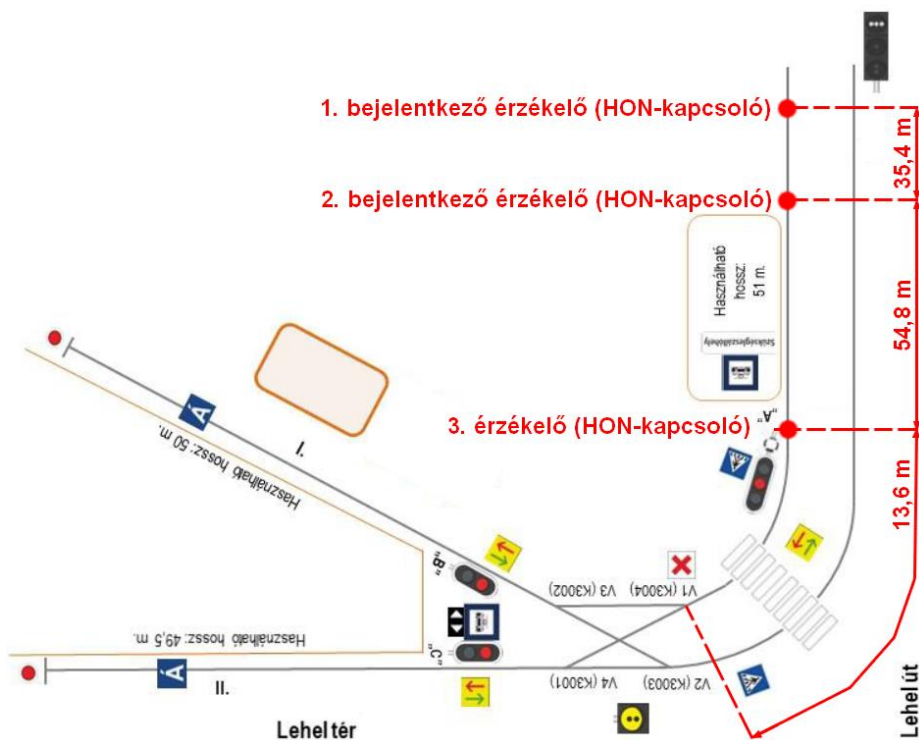 1. bejelentkező érzékelő (HON-kapcsoló)
35,4 m
2. bejelentkező érzékelő (HON-kapcsoló)
Használható
hossz:
51 m.
Szükségleszállóhely
54,8 m
„A”
3. érzékelő (HON-kapcsoló)
13,6 m
Á
I.
Használható hossz: 50 m.
„B”
V3 (K3002)
V1 (K3004)
Használható hossz: 49,5 m.
„C”
Á
II.
V4 (K3001)
V2 (K3003)
Lehel tér
Lehel út